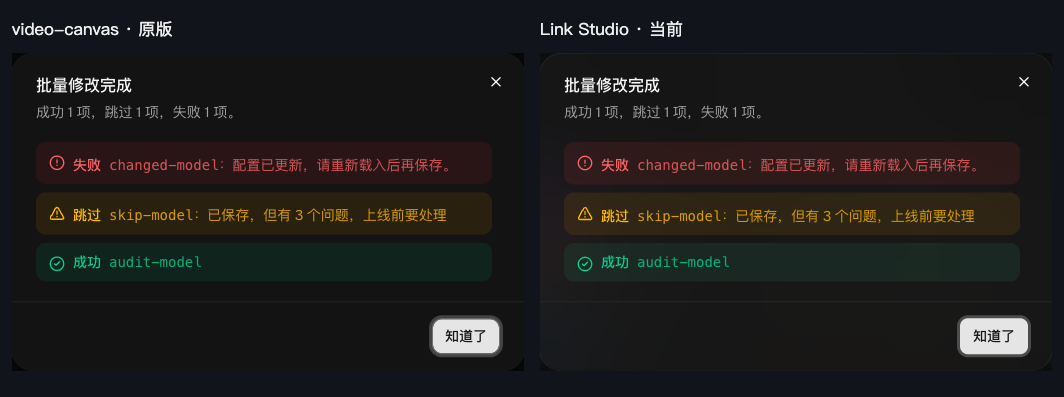 video-canvas · 原版
批量修改完成
成功 1 项，跳过 1 项，失败 1 项。
失败 changed-model：配置已更新，请重新载入后再保存。
跳过 skip-model：已保存，但有 3 个问题，上线前要处理
成功 audit-model
知道了
Link Studio · 当前
批量修改完成
成功 1 项，跳过 1 项，失败 1 项。
失败 changed-model：配置已更新，请重新载入后再保存。
跳过 skip-model：已保存，但有 3 个问题，上线前要处理
成功 audit-model
知道了